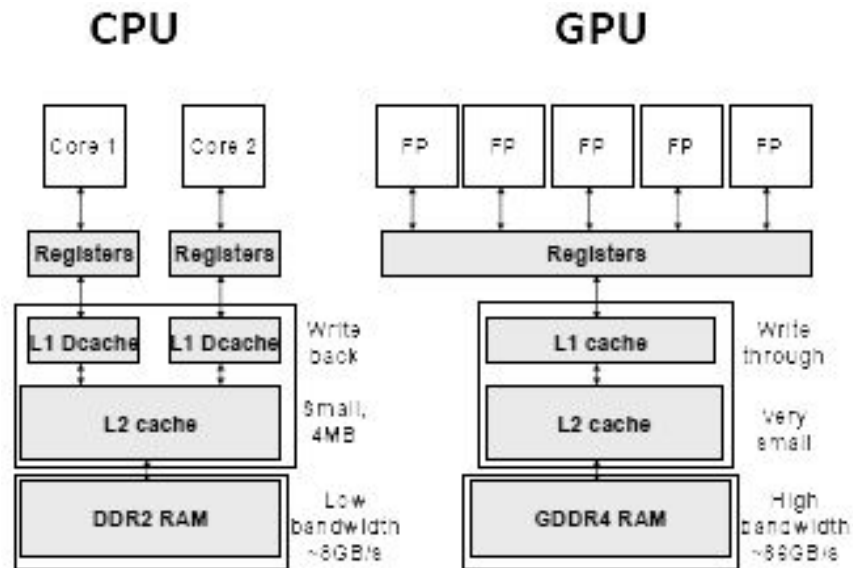 CPU
GPU
Core 1
Core 2
FP
FP
FP
FP
FP
Registers
Registers
Registers
L1 Dcache
L1 Dcache
Write
back
L1 cache
Write
through
L2 cache
Small,
4MB
L2 cache
Very
small
DDR2 RAM
Low
bandwidth
~8GB/s
GDDR4 RAM
High
bandwidth